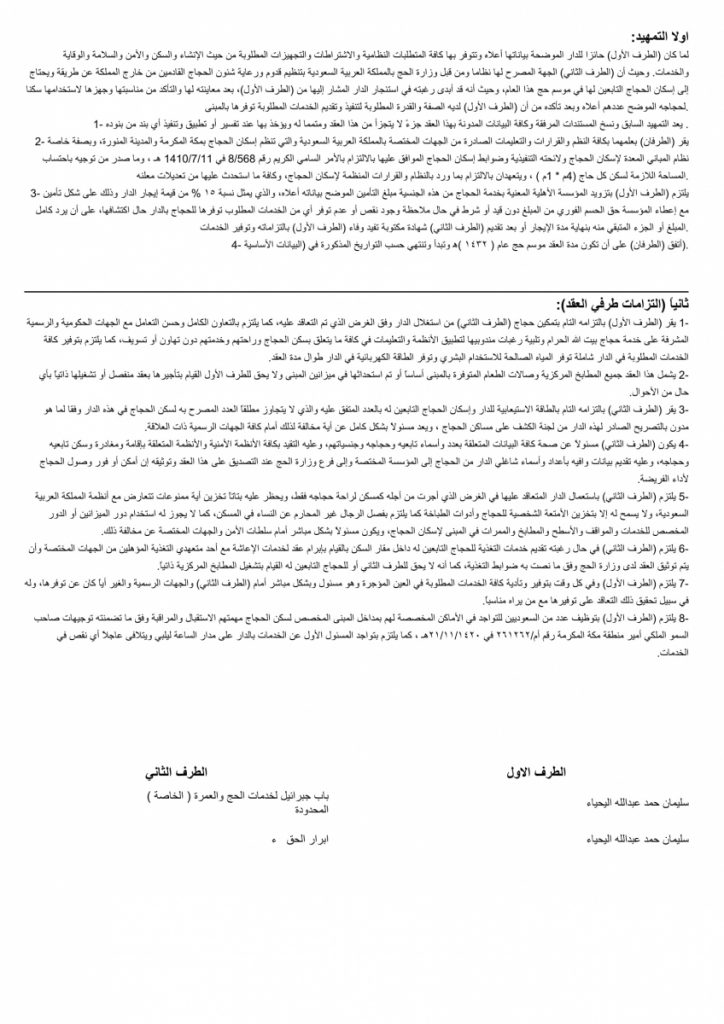 اولا التمهيد:
لما كان (الطرف الأول) حائزا للدار الموضحة بياناتها أعلاه وتتوفر بها كافة المتطلبات النظامية والاشتراطات والتجهيزات المطلوبة من حيث الإنشاء والسكن والأمن والسلامة والوقاية
والخدمات. وحيث أن (الطرف الثاني) الجهة المصرح لها نظاما ومن قبل وزارة الحج بالمملكة العربية السعودية بتنظيم قدوم ورعاية شئون الحجاج القادمين من خارج المملكة عن طريقة ويحتاج
إلى إسكان الحجاج التابعين لها في موسم حج هذا العام، وحيث أنه قد أبدى رغبته في استئجار الدار المشار إليها من (الطرف الأول)، بعد معاينته لها والتأكد من مناسبتها وجهزها لاستخدامها سكنا
.لحجاجه الموضح عددهم أعلاه وبعد تأكده من أن (الطرف الأول) لديه الصفة والقدرة المطلوبة لتنفيذ وتقديم الخدمات المطلوبة توفرها بالمبنى
. يعد التمهيد السابق ونسخ المستندات المرفقة وكافة البيانات المدونة بهذا العقد جزءً لا يتجزأ من هذا العقد ومتمما له ويؤخذ بها عند تفسير أو تطبيق وتنفيذ أي بند من بنوده -1
يقر (الطرفان) بعلمهما بكافة النظم والقرارات والتعليمات الصادرة من الجهات المختصة بالمملكة العربية السعودية والتي تنظم إسكان الحجاج بمكة المكرمة والمدينة المنورة، وبصفة خاصة -2
نظام المباني المعدة لإسكان الحجاج ولائحته التنفيذية وضوابط إسكان الحجاج الموافق عليها بالالتزام بالأمر السامي الكريم رقم 8/568 في 1410/7/11 هـ ، وما صدر من توجيه باحتساب
.المساحة اللازمة لسكن كل حاج (4م * 1م ) ، ويتعهدان بالالتزام بما ورد بالنظام والقرارات المنظمة لإسكان الحجاج، وكافة ما استحدث عليها من تعديلات معلنه
يلتزم (الطرف الأول) بتزويد المؤسسة الأهلية المعنية بخدمة الحجاج من هذه الجنسية مبلغ التأمين الموضح بياناته أعلاه، والذي يمثل نسبة ١٥ % من قيمة إيجار الدار وذلك على شكل تأمين -3
مع إعطاء المؤسسة حق الحسم الفوري من المبلغ دون قيد أو شرط في حال ملاحظة وجود نقص أو عدم توفر أي من الخدمات المطلوب توفرها للحجاج بالدار حال اكتشافها، على أن يرد كامل
.المبلغ أو الجزء المتبقي منه بنهاية مدة الإيجار أو بعد تقديم (الطرف الثاني) شهادة مكتوبة تفيد وفاء (الطرف الأول) بالتزاماته وتوفير الخدمات
.(أتفق (الطرفان) على أن تكون مدة العقد موسم حج عام ( ١٤٣٢ )ه وتبدأ وتنتهي حسب التواريخ المذكورة في (البيانات الأساسية -4
ثانياً (التزامات طرفي العقد):
1- يقر (الطرف الأول) بالتزامه التام بتمكين حجاج (الطرف الثاني) من استغلال الدار وفق الغرض الذي تم التعاقد عليه، كما يلتزم بالتعاون الكامل وحسن التعامل مع الجهات الحكومية والرسمية
المشرفة على خدمة حجاج بيت الله الحرام وتلبية رغبات مندوبيها لتطبيق الأنظمة والتعليمات في كافة ما يتعلق بسكن الحجاج وراحتهم وخدمتهم دون تهاون أو تسويف، كما يلتزم بتوفير كافة
الخدمات المطلوبة في الدار شاملة توفر المياه الصالحة للاستخدام البشري وتوفر الطاقة الكهربائية في الدار طوال مدة العقد.
2- يشمل هذا العقد جميع المطابخ المركزية وصالات الطعام المتوفرة بالمبنى أساساً أو تم استحداثها في ميزانين المبنى ولا يحق للطرف الأول القيام بتأجيرها بعقد منفصل أو تشغيلها ذاتياً بأي
حال من الأحوال.
3- يقر (الطرف الثاني) بالتزامه التام بالطاقة الاستيعابية للدار وإسكان الحجاج التابعين له بالعدد المتفق عليه والذي لا يتجاوز مطلقاً العدد المصرح به لسكن الحجاج في هذه الدار وفقا لما هو
مدون بالتصريح الصادر لهذه الدار من لجنة الكشف على مساكن الحجاج ، ويعد مسئولاً بشكل كامل عن أية مخالفة لذلك أمام كافة الجهات الرسمية ذات العلاقة.
4- يكون (الطرف الثاني) مسئولاً عن صحة كافة البيانات المتعلقة بعدد وأسماء تابعيه وحجاجه وجنسياتهم، وعليه التقيد بكافة الأنظمة الأمنية والأنظمة المتعلقة بإقامة ومغادرة وسكن تابعيه
وحجاجه، وعليه تقديم بيانات وافيه بأعداد وأسماء شاغلي الدار من الحجاج إلى المؤسسة المختصة وإلى فرع وزارة الحج عند التصديق على هذا العقد وتوثيقه إن أمكن أو فور وصول الحجاج
لأداء الفريضة.
5- يلتزم (الطرف الثاني) باستعمال الدار المتعاقد عليها في الغرض الذي أجرت من أجله كمسكن لراحة حجاجه فقط، ويحظر عليه بتاتاً تخزين أية ممنوعات تتعارض مع أنظمة المملكة العربية
السعودية، ولا يسمح له إلا بتخزين الأمتعة الشخصية للحجاج وأدوات الطباخة كما يلتزم بفصل الرجال غير المحارم عن النساء في المسكن، كما لا يجوز له استخدام دور الميزانين أو الدور
المخصص للخدمات والمواقف والأسطح والمطابخ والممرات في المبنى لإسكان الحجاج، ويكون مسئولاً بشكل مباشر أمام سلطات الأمن والجهات المختصة عن مخالفة ذلك.
6- يلتزم (الطرف الثاني) في حال رغبته تقديم خدمات التغذية للحجاج التابعين له داخل مقار السكن بالقيام بإبرام عقد لخدمات الإعاشة مع أحد متعهدي التغذية المؤهلين من الجهات المختصة وأن
يتم توثيق العقد لدى وزارة الحج وفق ما نصت به ضوابط التغذية، كما أنه لا يحق للطرف الثاني أو للحجاج التابعين له القيام بتشغيل المطابخ المركزية ذاتياً.
7- يلتزم (الطرف الأول) وفي كل وقت بتوفير وتأدية كافة الخدمات المطلوبة في العين المؤجرة وهو مسئول وبشكل مباشر أمام (الطرف الثاني) والجهات الرسمية والغير أياً كان عن توفرها، وله
في سبيل تحقيق ذلك التعاقد على توفيرها مع من يراه مناسباً.
8- يلتزم (الطرف الأول) بتوظيف عدد من السعوديين للتواجد في الأماكن المخصصة لهم بمداخل المبنى المخصص لسكن الحجاج مهمتهم الاستقبال والمراقبة وفق ما تضمنته توجيهات صاحب
السمو الملكي أمير منطقة مكة المكرمة رقم أم/٢٦١٢٦٢ في ٢١/١١/١٤٢٠هـ ، كما يلتزم بتواجد المسئول الأول عن الخدمات بالدار على مدار الساعة ليلبي ويتلافى عاجلا أي نقص في
الخدمات.
الطرف الاول
الطرف الثاني
سليمان حمد عبدالله اليحياء
باب جبرائيل لخدمات الحج والعمرة ( الخاصة )
المحدودة
سليمان حمد عبدالله اليحياء
ابرار الحق ء